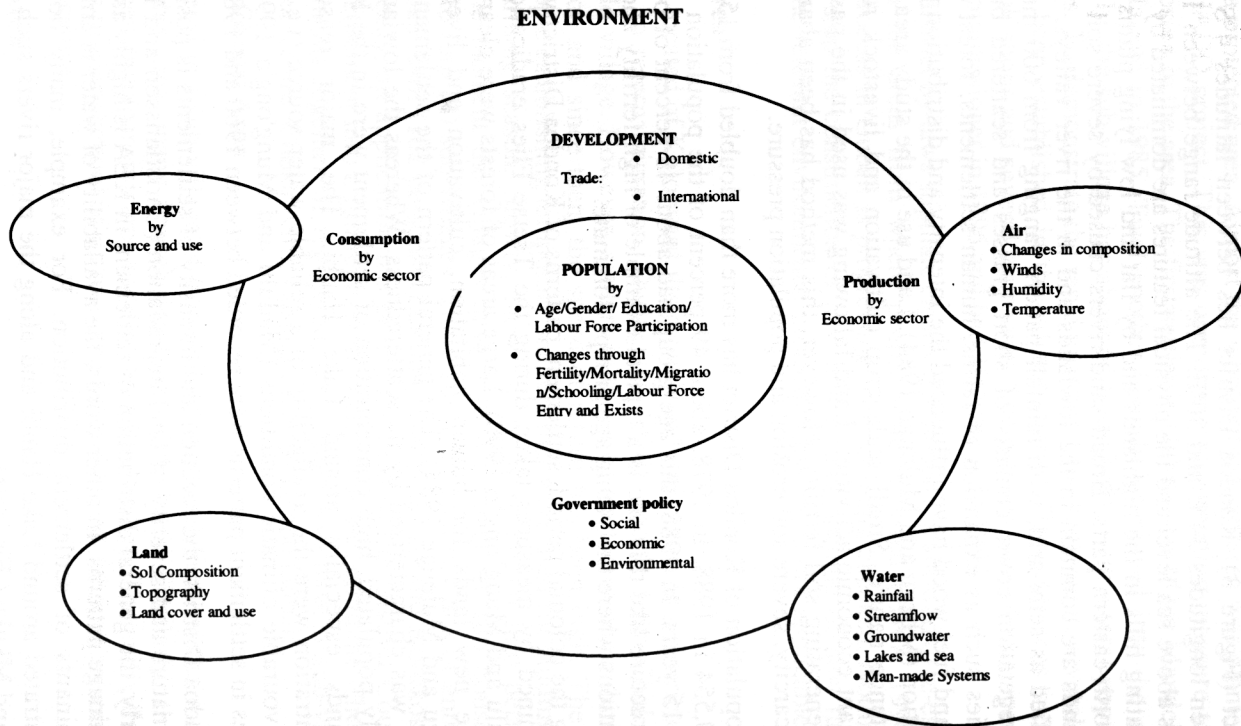 ENVIRONMENT
DEVELOPMENT
• Domestic
Trade:
• International
Energy
by
Source and use
Consumption
by
Economic sector
POPULATION
by
• Age/Gender/ Education/
Labour Force Participation
• Changes through
Fertility/Mortality/Migratio
n/Schooling/Labour Force
Entry and Exists
Production
by
Economic sector
Air
• Changes in composition
• Winds
• Humidity
• Temperature
Government policy
• Social
• Economic
• Environmental
Land
• Sol Composition
• Topography
• Land cover and use
Water
• Rainfail
• Streamflow
• Groundwater
• Lakes and sea
• Man-made Systems